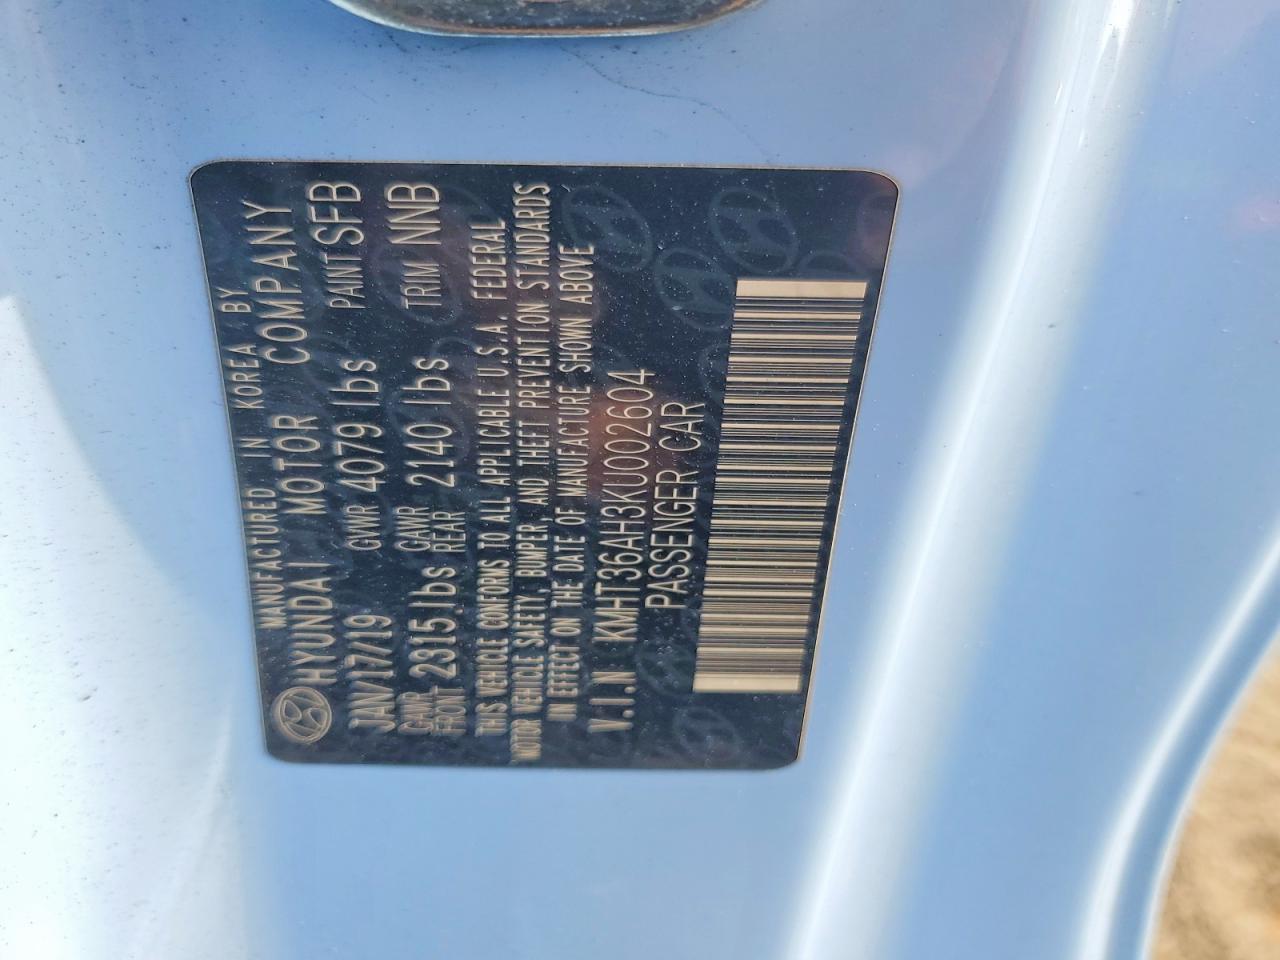 MANUFACTURED IN KOREA BY
HYUNDAI MOTOR COMPANY
JAN/17/19 GVWR 4079 lbs PAINT SFB
GAWR FRONT 2315 lbs GAWR REAR 2140 lbs TRIM NNB
THIS VEHICLE CONFORMS TO ALL APPLICABLE U.S.A. FEDERAL
MOTOR VEHICLE SAFETY, BUMPER, AND THEFT PREVENTION STANDARDS
IN EFFECT ON THE DATE OF MANUFACTURE SHOWN ABOVE
V.I.N KMHT36AH3KU002604
PASSENGER CAR